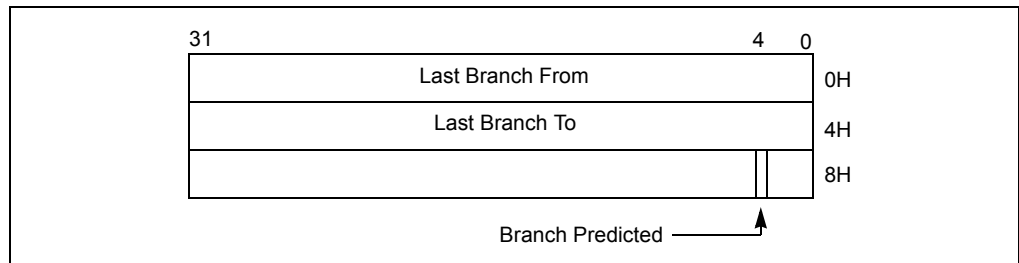 31 4 0
Last Branch From 0H
Last Branch To 4H
8H
Branch Predicted